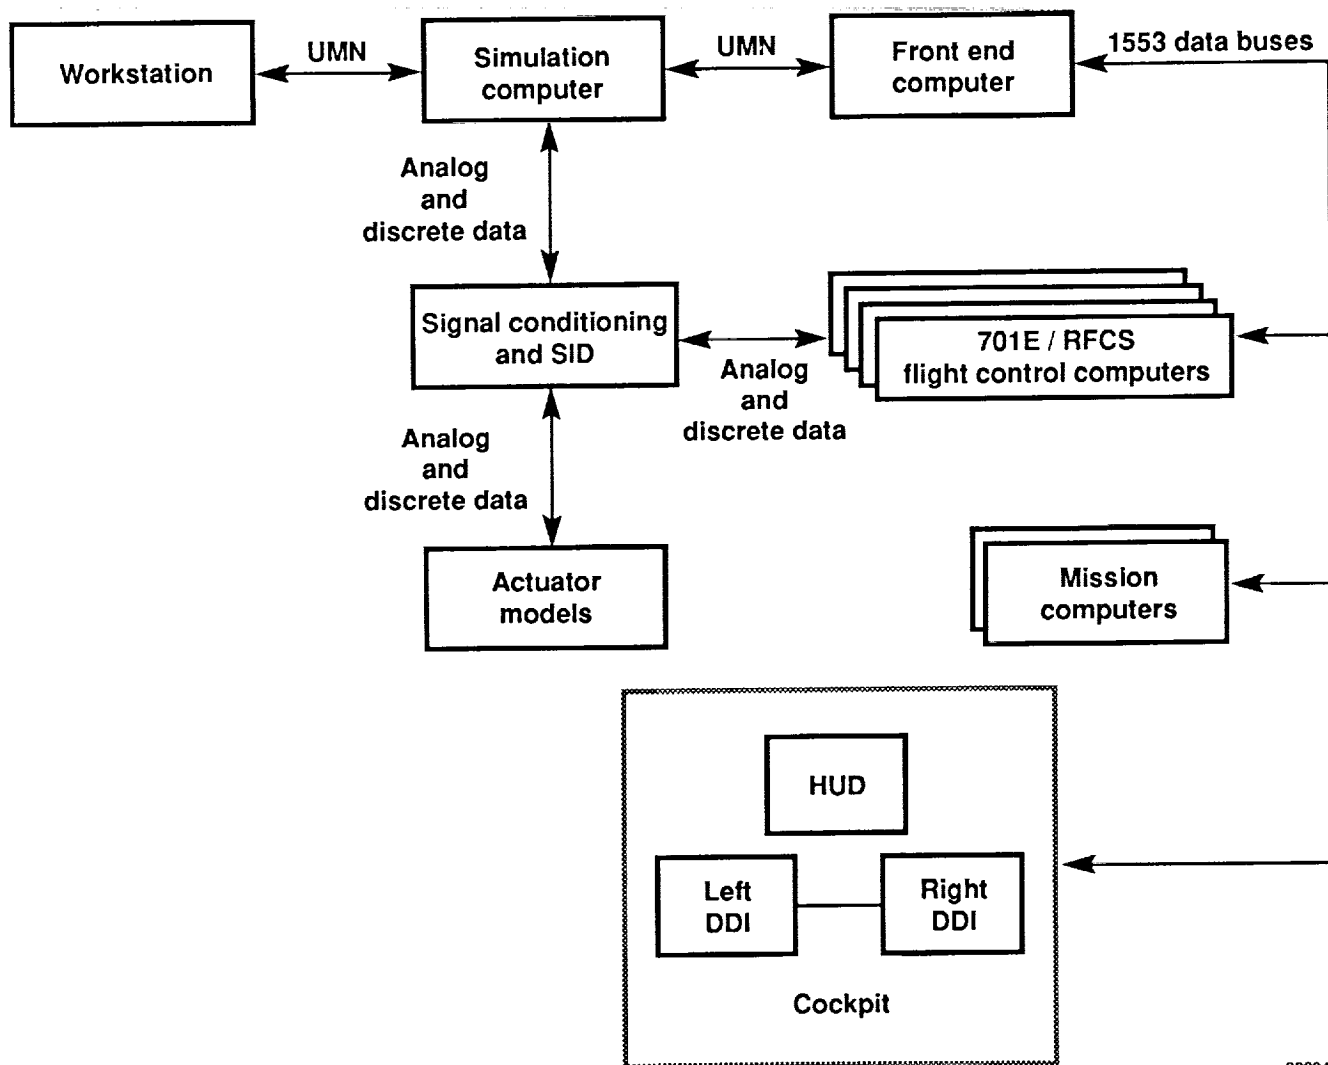 Workstation
UMN
Simulation
computer
UMN
Front end
computer
1553 data buses
Analog
and
discrete data
Signal conditioning
and SID
Analog
and
discrete data
701E / RFCS
flight control computers
Analog
and
discrete data
Actuator
models
Mission
computers
HUD
Left
DDI
Right
DDI
Cockpit